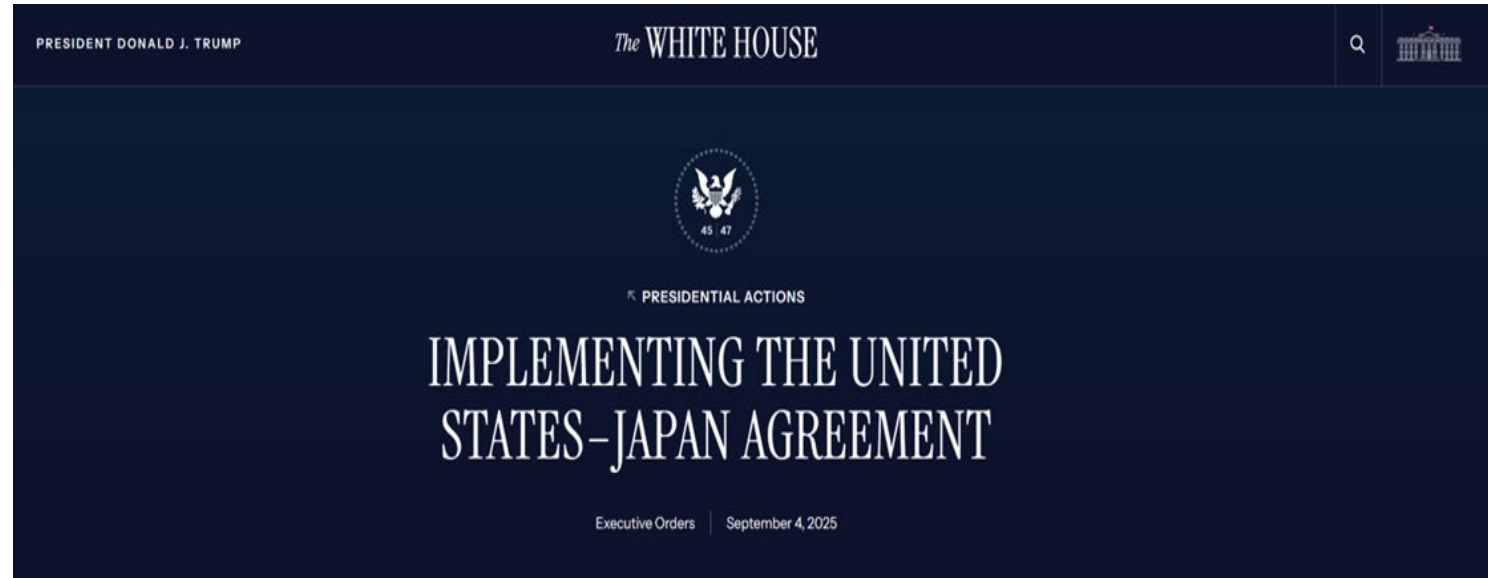 PRESIDENT DONALD J. TRUMP
The WHITE HOUSE
45 | 47
PRESIDENTIAL ACTIONS
IMPLEMENTING THE UNITED
STATES–JAPAN AGREEMENT
Executive Orders | September 4, 2025